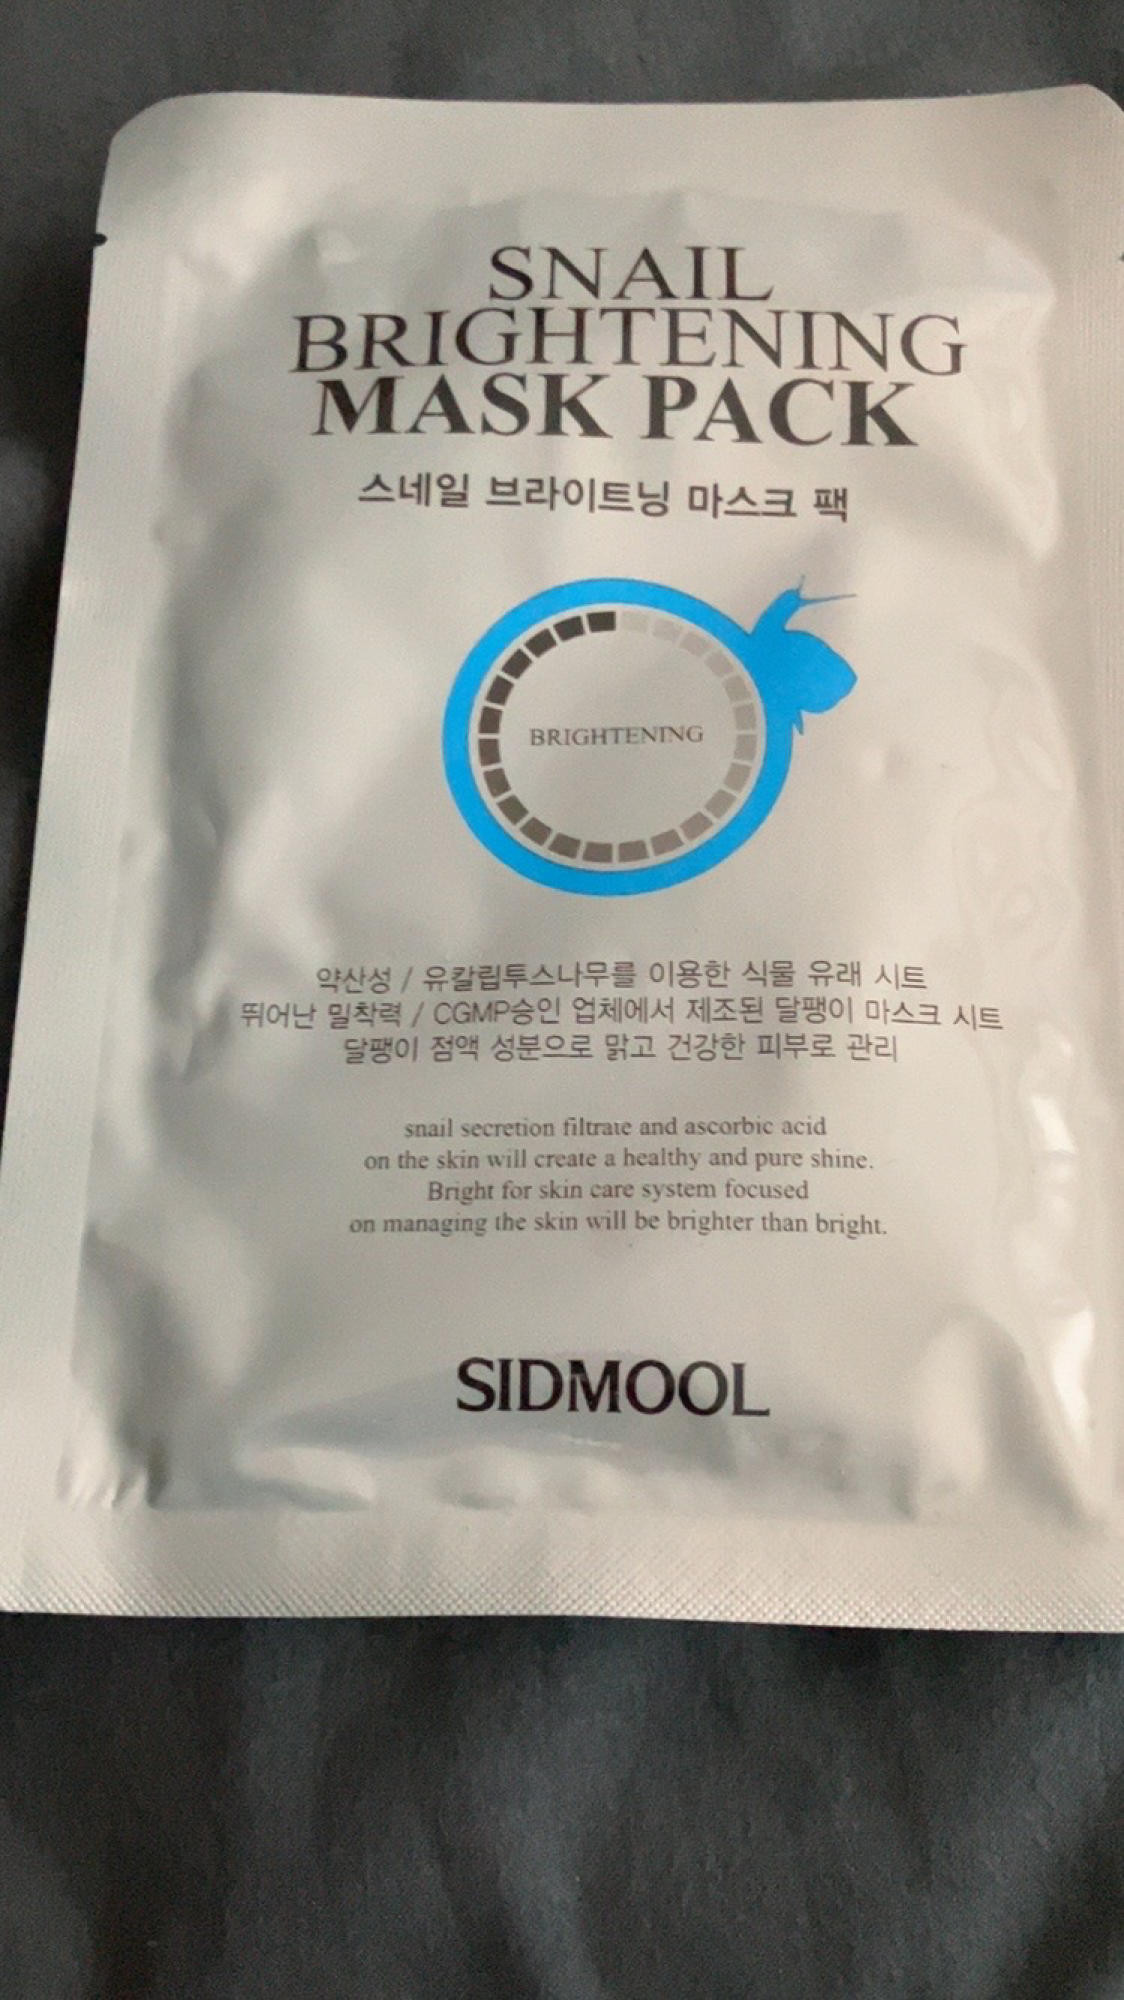 SNAIL
BRIGHTENING
MASK PACK
스네일 브라이트닝 마스크 팩
BRIGHTENING
약산성 / 유칼립투스나무를 이용한 식물 유래 시트
뛰어난 밀착력 / CGMP승인 업체에서 제조된 달팽이 마스크 시트
달팽이 점액 성분으로 맑고 건강한 피부로 관리
snail secretion filtrate and ascorbic acid
on the skin will create a healthy and pure shine.
Bright for skin care system focused
on managing the skin will be brighter than bright.
SIDMOOL